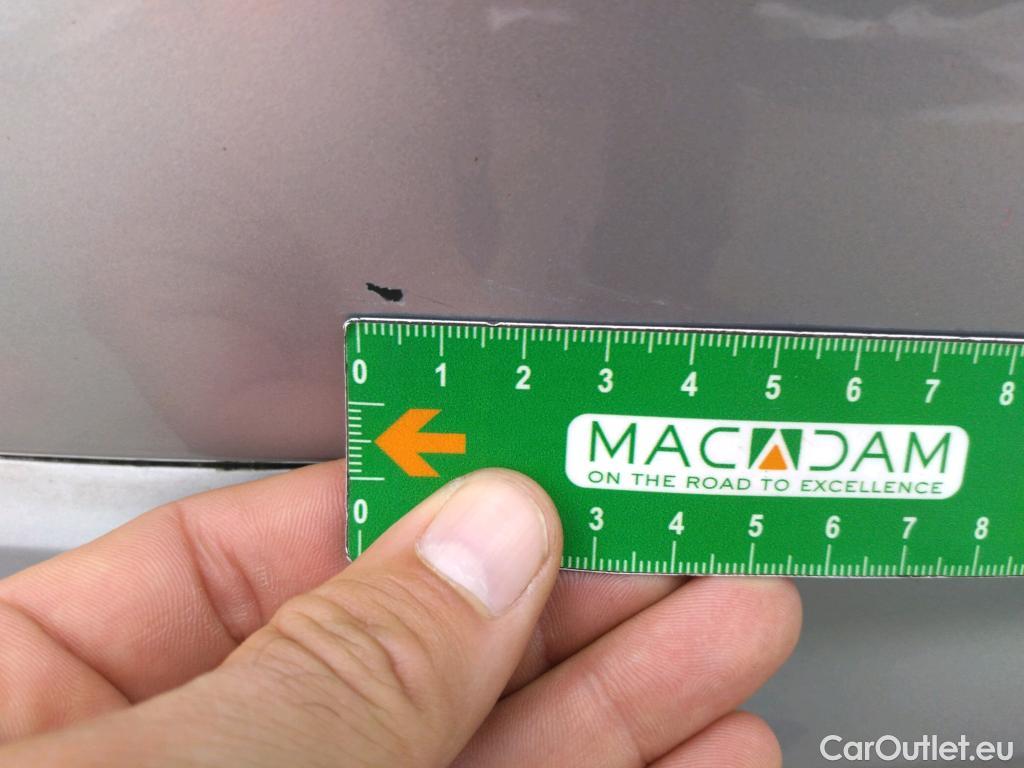 0 1 2 3 4 5 6 7 8
MACADAM
ON THE ROAD TO EXCELLENCE
0 3 4 5 6 7 8
CarOutlet.eu